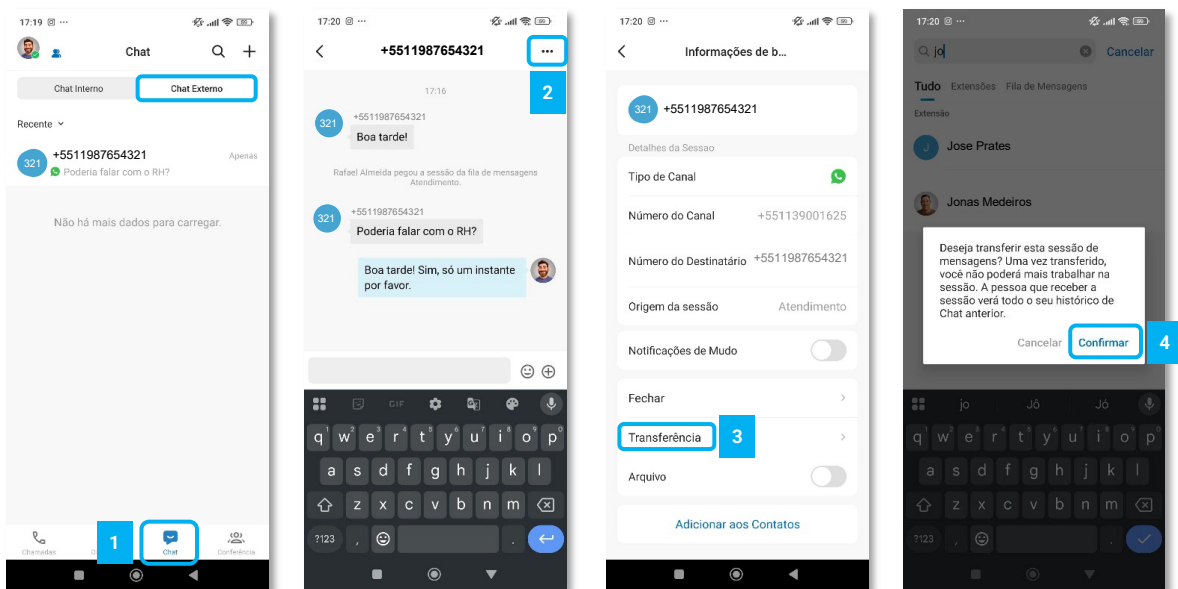 17:19
Chat
Chat Interno
Chat Externo
Recente
321
+5511987654321
Apenas
Poderia falar com o RH?
Não há mais dados para carregar.
1
Chamadas
Chat
Conferência
17:20
+5511987654321
2
17:16
321
+5511987654321
Boa tarde!
Rafael Almeida pegou a sessão da fila de mensagens
Atendimento.
321
+5511987654321
Poderia falar com o RH?
Boa tarde! Sim, só um instante
por favor.
GIF
q w e r t y u i o p
a s d f g h j k l
z x c v b n m
?123 , .
17:20
Informações de b...
321
+5511987654321
Detalhes da Sessao
Tipo de Canal
Número do Canal
+551139001625
Número do Destinatário
+5511987654321
Origem da sessão
Atendimento
Notificações de Mudo
Fechar
Transferência
3
Arquivo
Adicionar aos Contatos
17:20
jo
Cancelar
Tudo
Extensões
Fila de Mensagens
Extensão
J
Jose Prates
Jonas Medeiros
Deseja transferir esta sessão de
mensagens? Uma vez transferido,
você não poderá mais trabalhar na
sessão. A pessoa que receber a
sessão verá todo o seu histórico de
Chat anterior.
Cancelar
Confirmar
4
jo Jô Jó
q w e r t y u i o p
a s d f g h j k l
z x c v b n m
?123 , .